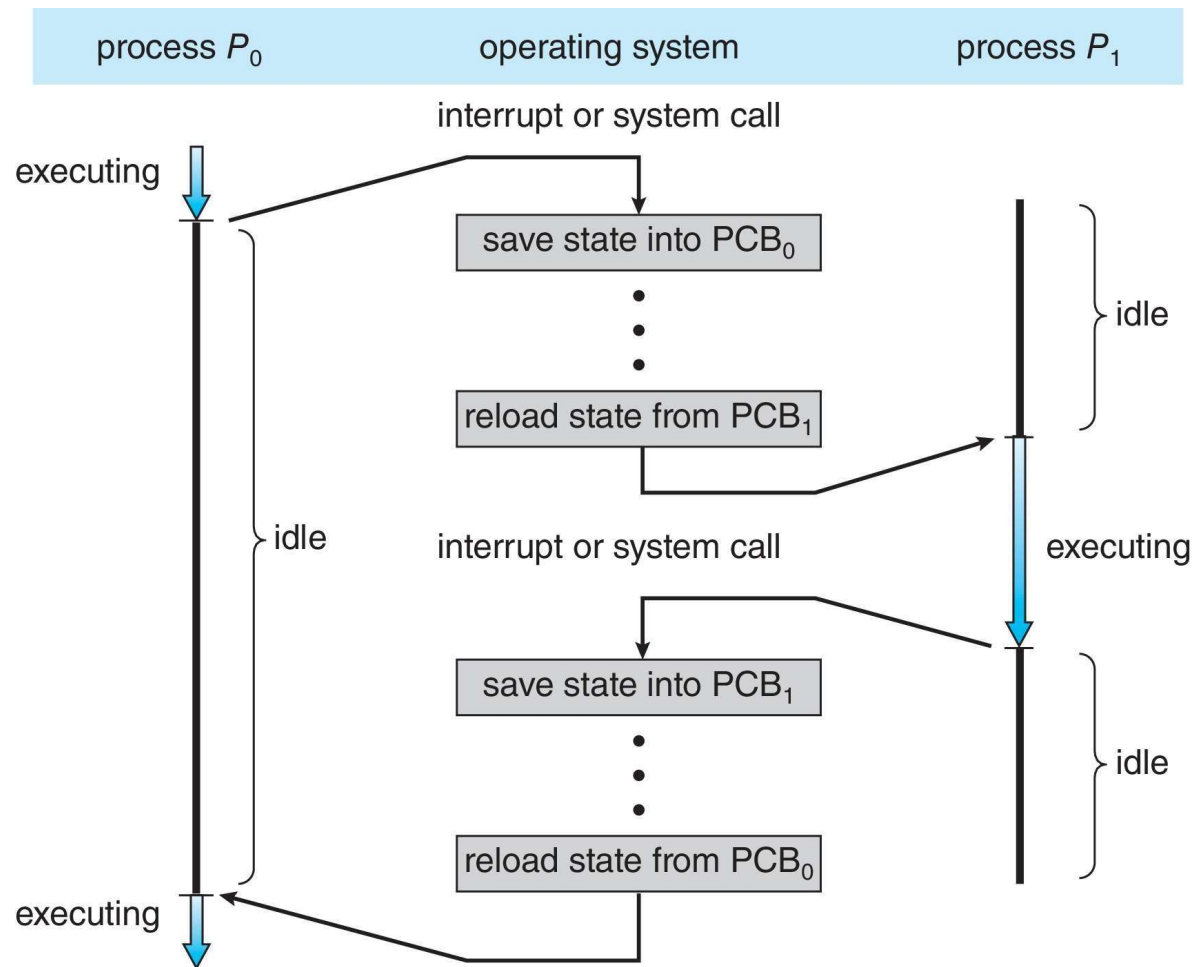 process P₀ operating system process P₁
interrupt or system call
executing
save state into PCB₀
idle
reload state from PCB₁
idle
interrupt or system call
executing
save state into PCB₁
idle
reload state from PCB₀
executing